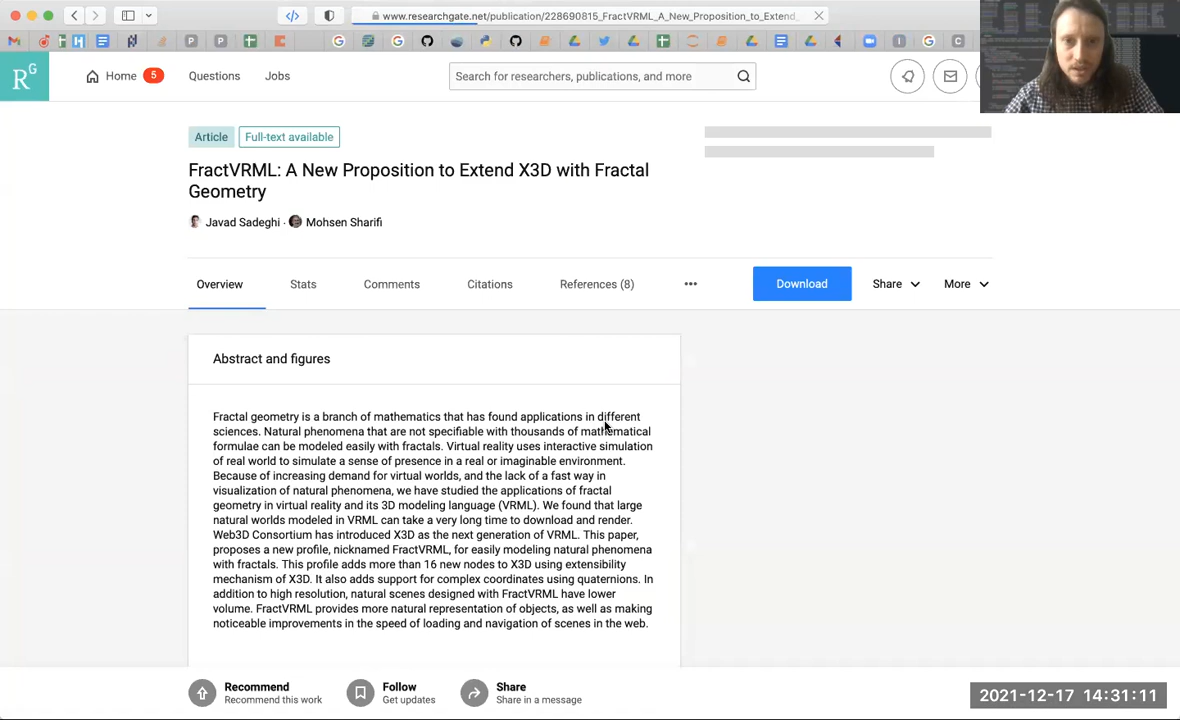 www.researchgate.net/publication/228690815_FractVRML_A_New_Proposition_to_Extend_
RG
Home 5 Questions Jobs Search for researchers, publications, and more
Article Full-text available
FractVRML: A New Proposition to Extend X3D with Fractal
Geometry
Javad Sadeghi · Mohsen Sharifi
Overview Stats Comments Citations References (8) ••• Download Share More
Abstract and figures
Fractal geometry is a branch of mathematics that has found applications in different
sciences. Natural phenomena that are not specifiable with thousands of mathematical
formulae can be modeled easily with fractals. Virtual reality uses interactive simulation
of real world to simulate a sense of presence in a real or imaginable environment.
Because of increasing demand for virtual worlds, and the lack of a fast way in
visualization of natural phenomena, we have studied the applications of fractal
geometry in virtual reality and its 3D modeling language (VRML). We found that large
natural worlds modeled in VRML can take a very long time to download and render.
Web3D Consortium has introduced X3D as the next generation of VRML. This paper,
proposes a new profile, nicknamed FractVRML, for easily modeling natural phenomena
with fractals. This profile adds more than 16 new nodes to X3D using extensibility
mechanism of X3D. It also adds support for complex coordinates using quaternions. In
addition to high resolution, natural scenes designed with FractVRML have lower
volume. FractVRML provides more natural representation of objects, as well as making
noticeable improvements in the speed of loading and navigation of scenes in the web.
Recommend Follow Share
Recommend this work Get updates Share in a message
2021-12-17 14:31:11